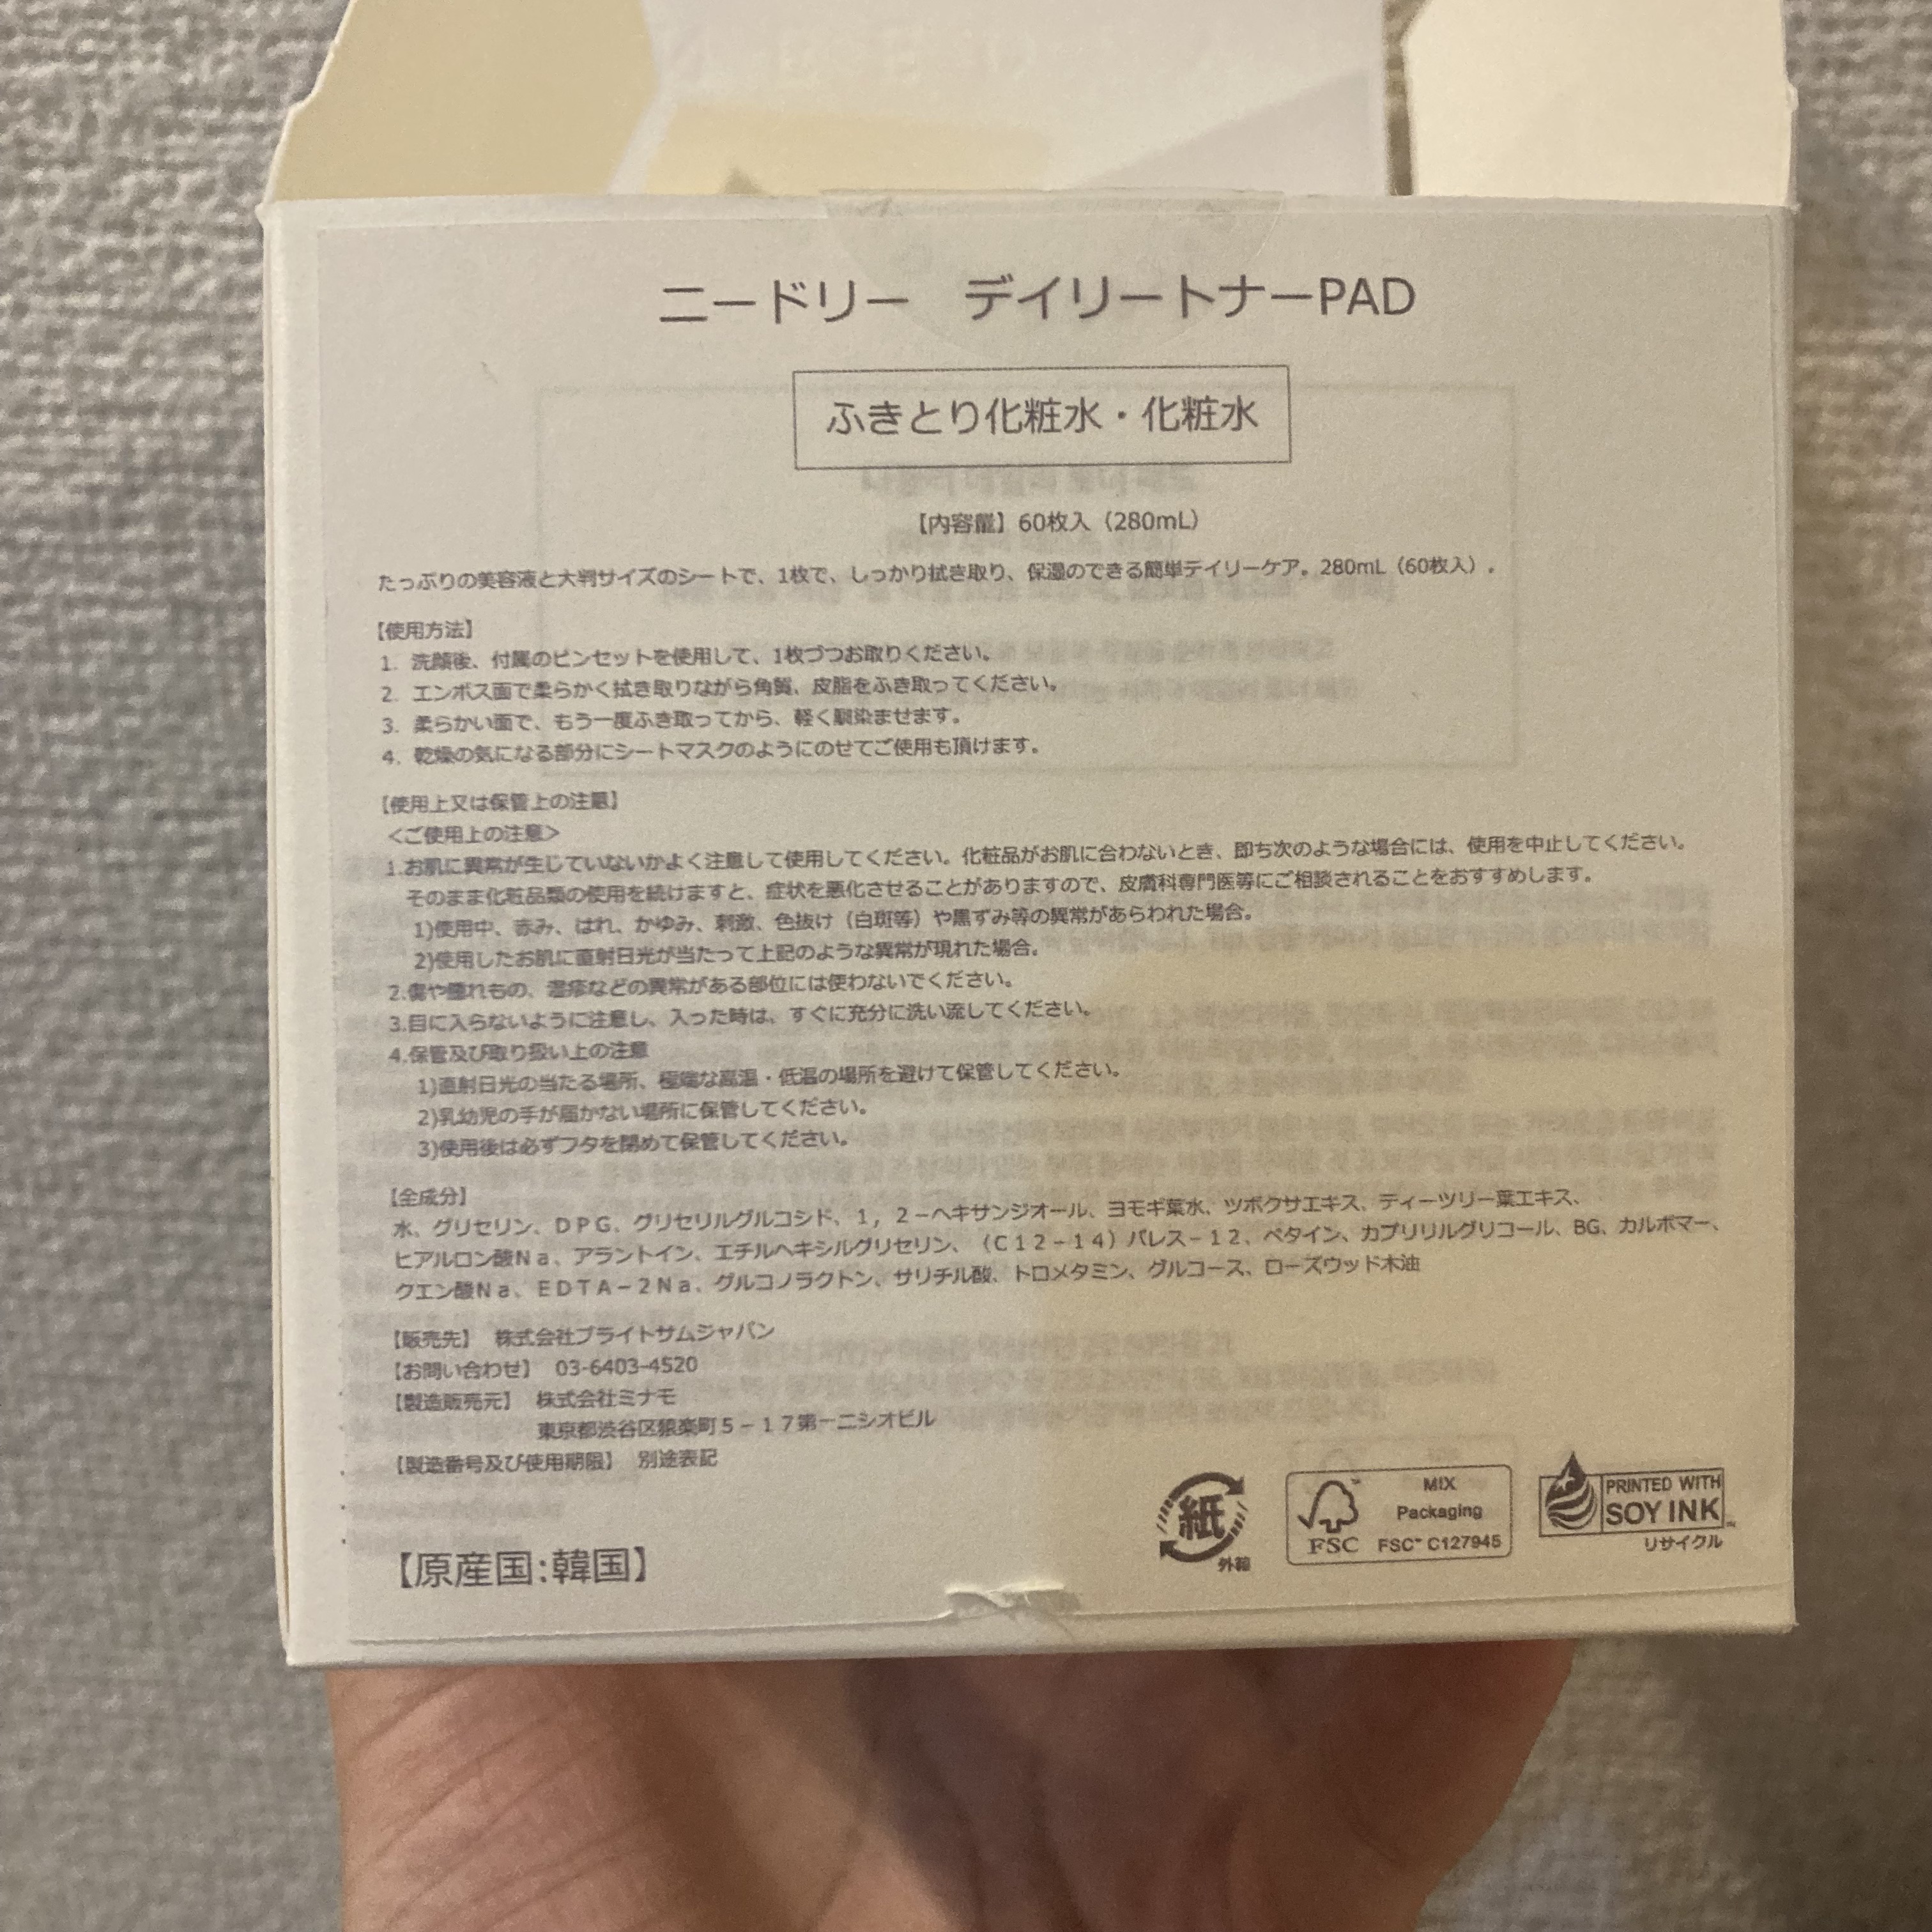 ニードリー　デイリートナーPAD
ふきとり化粧水・化粧水
【内容量】60枚入（280mL）
たっぷりの美容液と大判サイズのシートで、1枚で、しっかり拭き取り、保湿のできる簡単デイリーケア。280mL（60枚入）.
【使用方法】
1. 洗顔後、付属のピンセットを使用して、1枚づつお取りください。
2. エンボス面で柔らかく拭き取りながら角質、皮脂をふき取ってください。
3. 柔らかい面で、もう一度ふき取ってから、軽く馴染ませます。
4. 乾燥の気になる部分にシートマスクのようにのせてご使用も頂けます。
【使用上又は保管上の注意】
＜ご使用上の注意＞
1.お肌に異常が生じていないかよく注意して使用してください。化粧品がお肌に合わないとき、即ち次のような場合には、使用を中止してください。
そのまま化粧品類の使用を続けますと、症状を悪化させることがありますので、皮膚科専門医等にご相談されることをおすすめします。
1)使用中、赤み、はれ、かゆみ、刺激、色抜け（白斑等）や黒ずみ等の異常があらわれた場合。
2)使用したお肌に直射日光が当たって上記のような異常が現れた場合。
2.傷や腫れもの、湿疹などの異常がある部位には使わないでください。
3.目に入らないように注意し、入った時は、すぐに充分に洗い流してください。
4.保管及び取り扱い上の注意
1)直射日光の当たる場所、極端な高温・低温の場所を避けて保管してください。
2)乳幼児の手が届かない場所に保管してください。
3)使用後は必ずフタを閉めて保管してください。
【全成分】
水、グリセリン、ＤＰＧ、グリセリルグルコシド、１，２－ヘキサンジオール、ヨモギ葉水、ツボクサエキス、ティーツリー葉エキス、
ヒアルロン酸Ｎａ、アラントイン、エチルヘキシルグリセリン、（Ｃ１２－１４）パレス－１２、ベタイン、カプリリルグリコール、BG、カルボマー、
クエン酸Ｎａ、ＥＤＴＡ－２Ｎａ、グルコノラクトン、サリチル酸、トロメタミン、グルコース、ローズウッド木油
【販売先】　株式会社ブライトサムジャパン
【お問い合わせ】　03-6403-4520
【製造販売元】　株式会社ミナモ
東京都渋谷区猿楽町５－１７第一ニシオビル
【製造番号及び使用期限】　別途表記
【原産国:韓国】
紙
外箱
FSC
MIX
Packaging
FSC™ C127945
PRINTED WITH
SOY INK
リサイクル